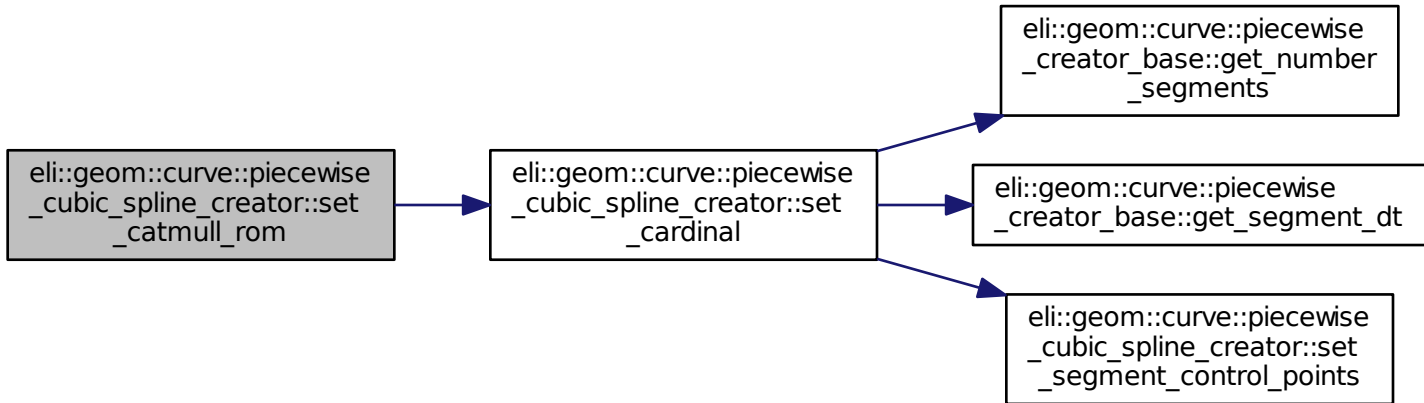 eli::geom::curve::piecewise
_cubic_spline_creator::set
_catmull_rom
eli::geom::curve::piecewise
_cubic_spline_creator::set
_cardinal
eli::geom::curve::piecewise
_creator_base::get_number
_segments
eli::geom::curve::piecewise
_creator_base::get_segment_dt
eli::geom::curve::piecewise
_cubic_spline_creator::set
_segment_control_points